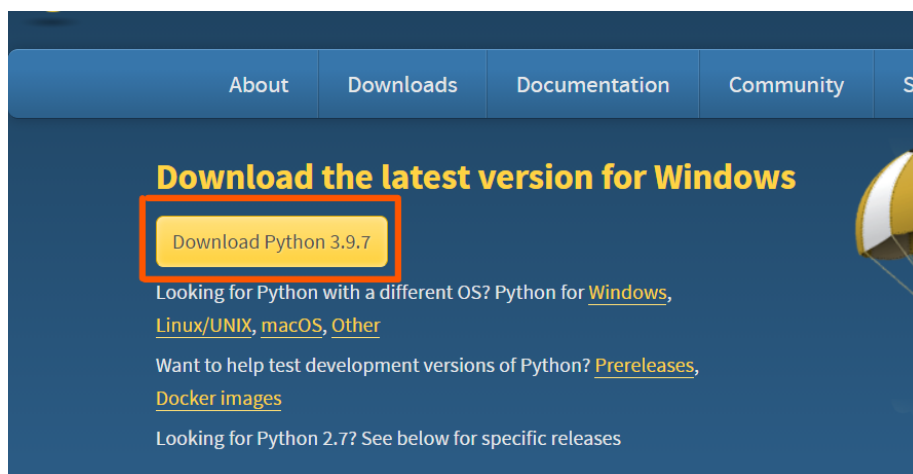 About Downloads Documentation Community S
Download the latest version for Windows
Download Python 3.9.7
Looking for Python with a different OS? Python for Windows,
Linux/UNIX, macOS, Other
Want to help test development versions of Python? Prereleases,
Docker images
Looking for Python 2.7? See below for specific releases